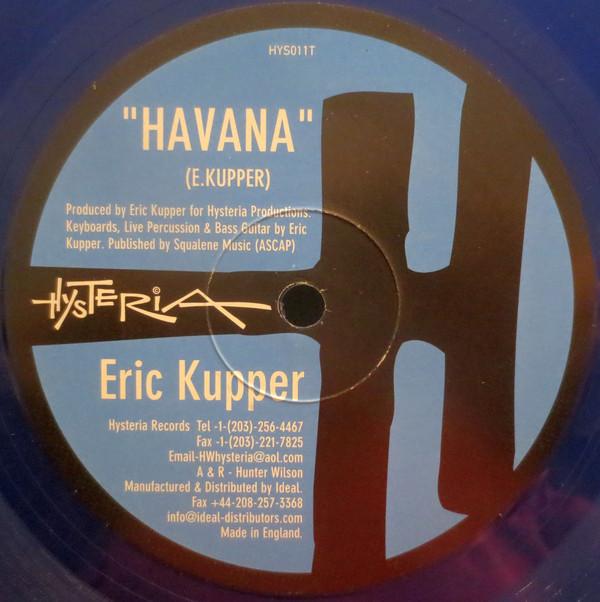 HYS011T
"HAVANA"
(E.KUPPER)
Produced by Eric Kupper for Hysteria Productions.
Keyboards, Live Percussion & Bass Guitar by Eric
Kupper. Published by Squalene Music (ASCAP)
HYSTERiA ©
Eric Kupper
Hysteria Records Tel -1-(203)-256-4467
Fax -1-(203)-221-7825
Email-HWhysteria@aol.com
A & R - Hunter Wilson
Manufactured & Distributed by Ideal.
Fax +44-208-257-3368
info@ideal-distributors.com
Made in England.